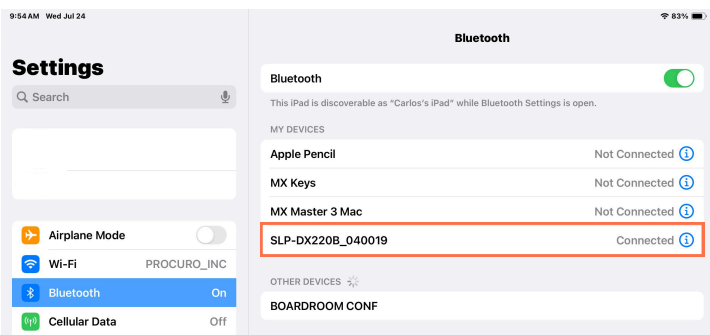 9:54 AM Wed Jul 24
83%
Settings
Search
Airplane Mode
Wi-Fi PROCURO_INC
Bluetooth On
Cellular Data Off
Bluetooth
Bluetooth
This iPad is discoverable as “Carlos’s iPad” while Bluetooth Settings is open.
MY DEVICES
Apple Pencil Not Connected
MX Keys Not Connected
MX Master 3 Mac Not Connected
SLP-DX220B_040019 Connected
OTHER DEVICES
BOARDROOM CONF